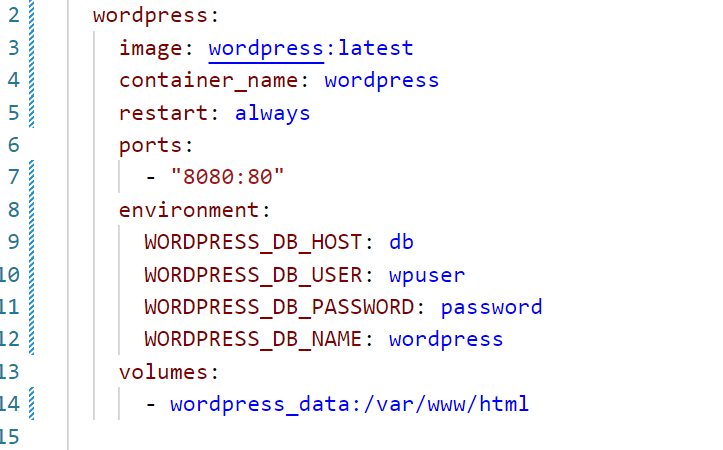 2 wordpress:
3 image: wordpress:latest
4 container_name: wordpress
5 restart: always
6 ports:
7 - "8080:80"
8 environment:
9 WORDPRESS_DB_HOST: db
10 WORDPRESS_DB_USER: wpuser
11 WORDPRESS_DB_PASSWORD: password
12 WORDPRESS_DB_NAME: wordpress
13 volumes:
14 - wordpress_data:/var/www/html
15